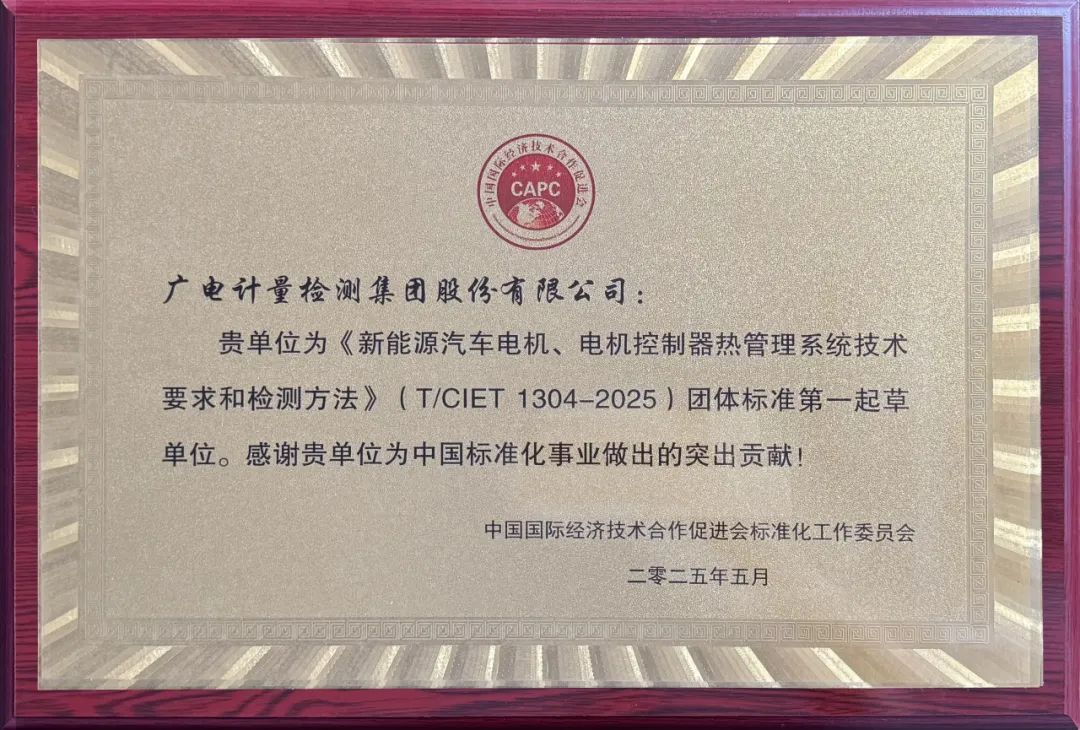 中国国际经济技术合作促进会
CAPC
广电计量检测集团股份有限公司：
贵单位为《新能源汽车电机、电机控制器热管理系统技术
要求和检测方法》（T/CIET 1304-2025）团体标准第一起草
单位。感谢贵单位为中国标准化事业做出的突出贡献！
中国国际经济技术合作促进会标准化工作委员会
二零二五年五月